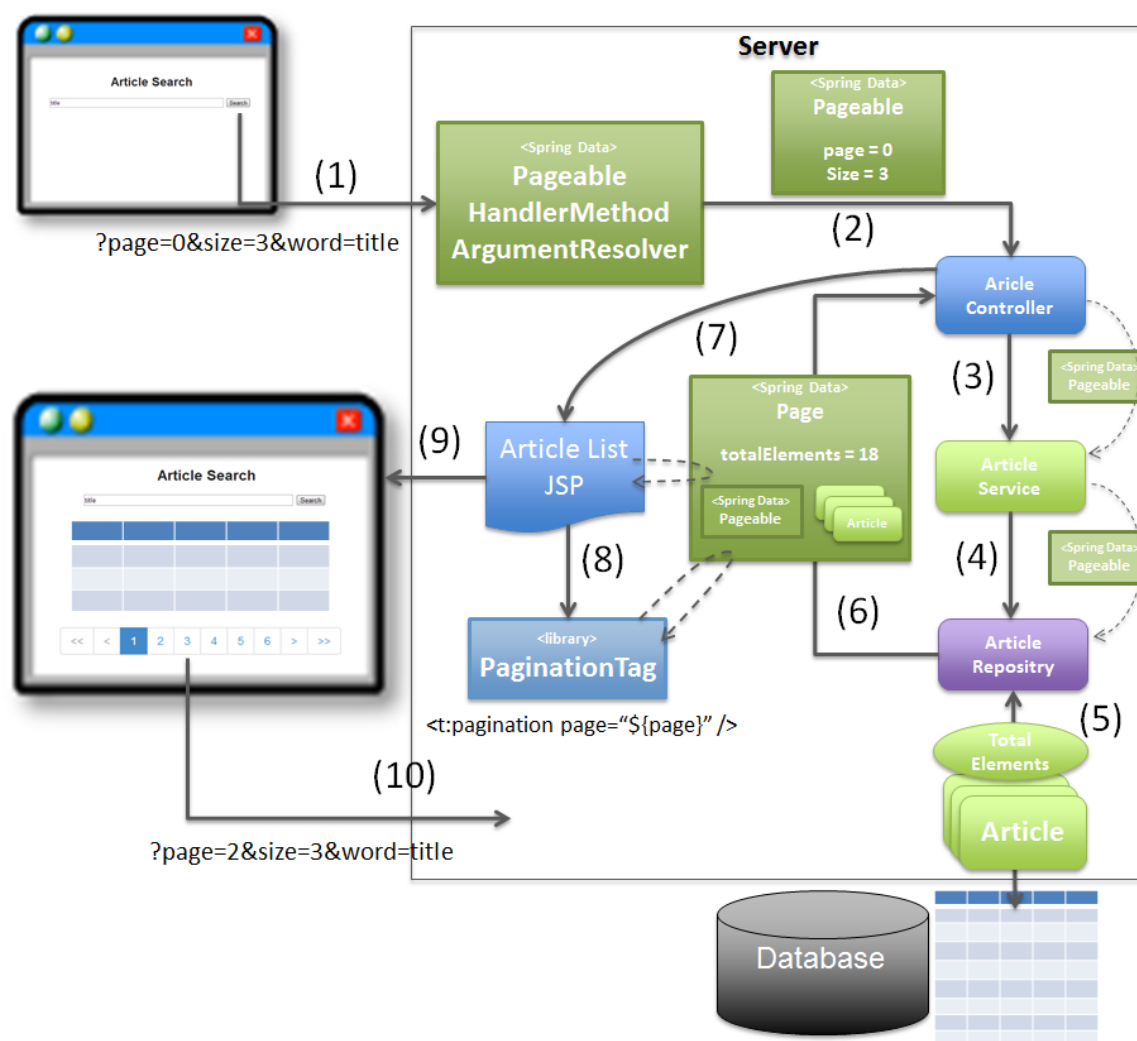 Server
Article Search
title
Search
(1)
?page=0&size=3&word=title
<Spring Data>
Pageable
HandlerMethod
ArgumentResolver
<Spring Data>
Pageable
page = 0
Size = 3
(2)
Aricle
Controller
(3)
<Spring Data>
Pageable
Article
Service
(4)
<Spring Data>
Pageable
Article
Repositry
(5)
Total
Elements
Article
Database
(6)
<Spring Data>
Page
totalElements = 18
<Spring Data>
Pageable
Article
(7)
Article List
JSP
(8)
<library>
PaginationTag
<t:pagination page=“${page}” />
(9)
Article Search
title
Search
<< < 1 2 3 4 5 6 > >>
(10)
?page=2&size=3&word=title